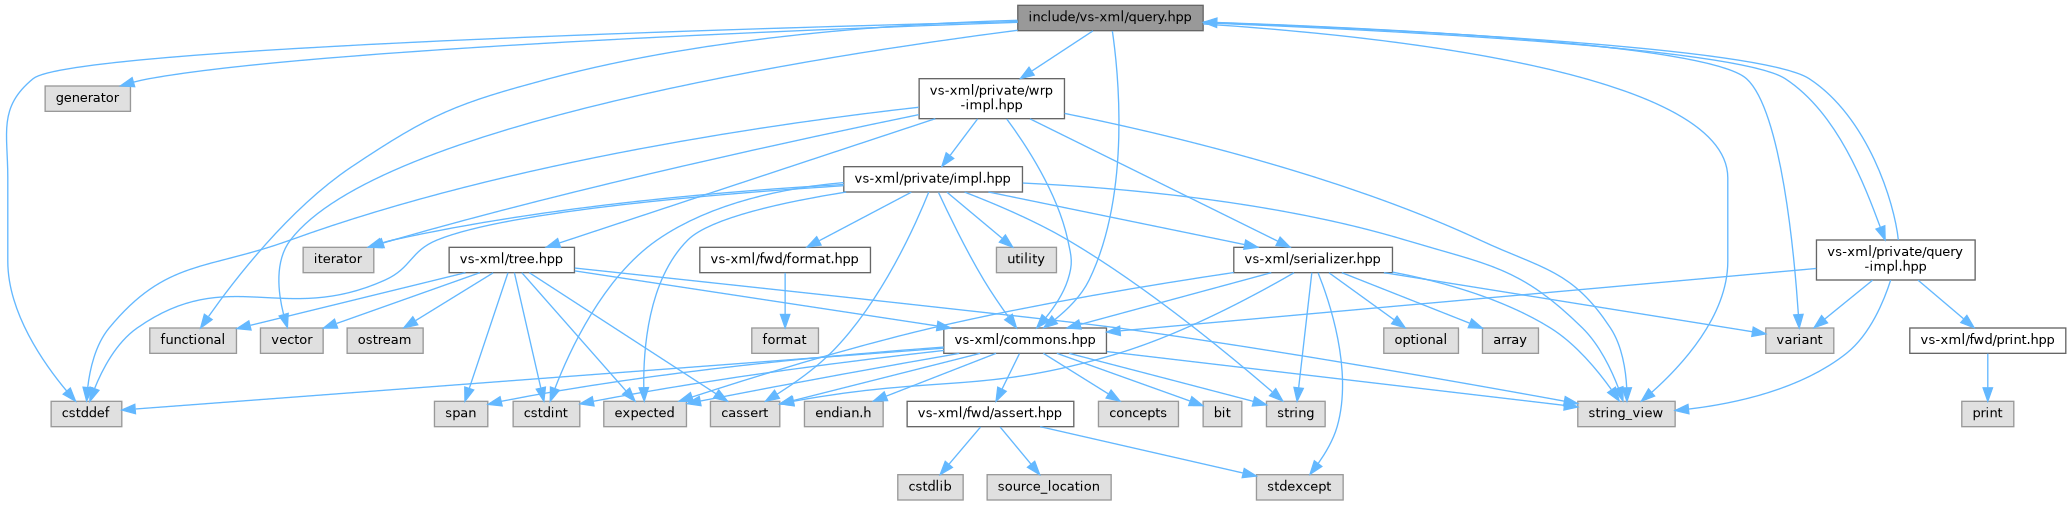 include/vs-xml/query.hpp
generator
vs-xml/private/wrp
-impl.hpp
vs-xml/private/impl.hpp
iterator
vs-xml/tree.hpp
vs-xml/fwd/format.hpp
utility
vs-xml/serializer.hpp
vs-xml/private/query
-impl.hpp
functional
vector
ostream
format
vs-xml/commons.hpp
optional
array
variant
vs-xml/fwd/print.hpp
cstddef
span
cstdint
expected
cassert
endian.h
vs-xml/fwd/assert.hpp
concepts
bit
string
string_view
print
cstdlib
source_location
stdexcept